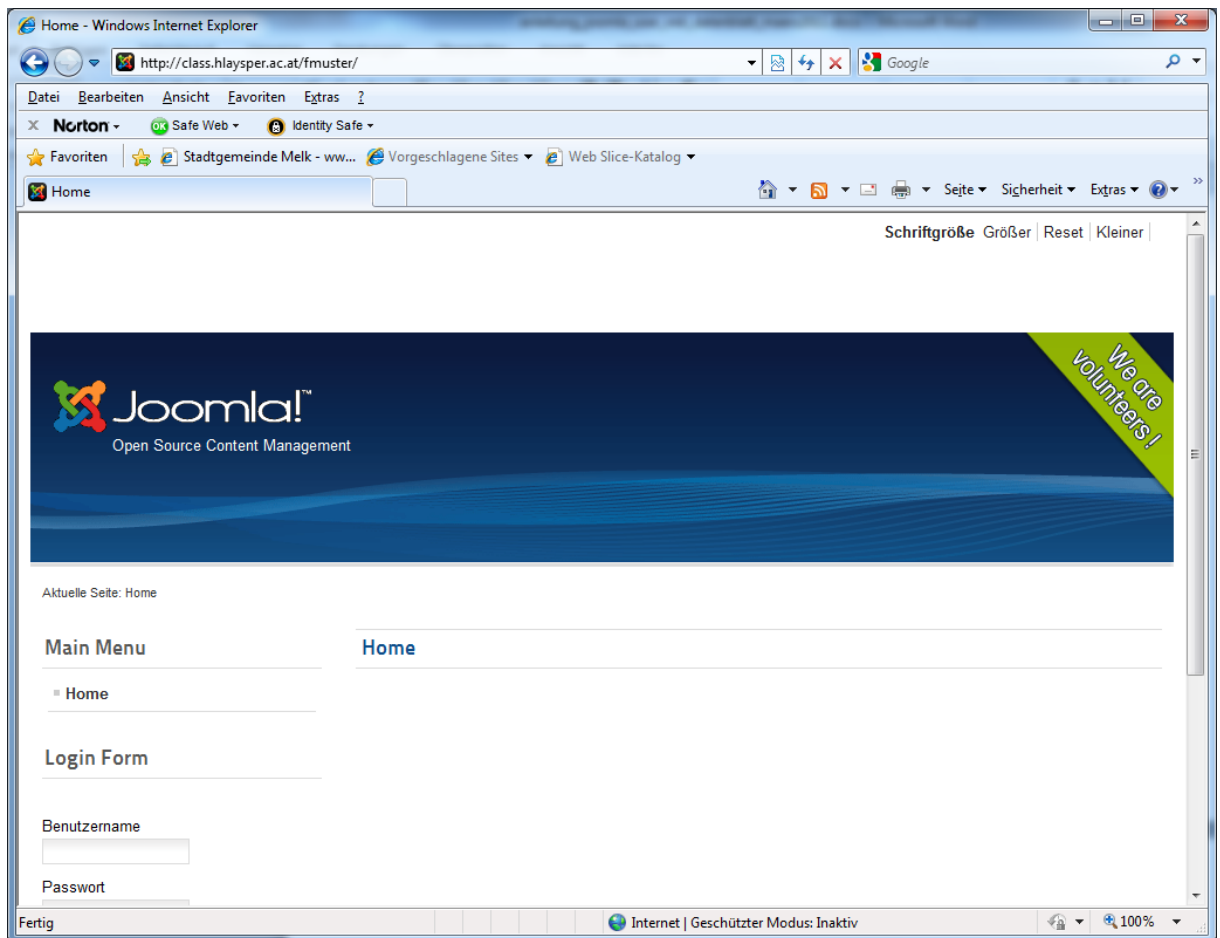 Home - Windows Internet Explorer
http://class.hlaysper.ac.at/fmuster/
Google
Datei Bearbeiten Ansicht Favoriten Extras ?
x Norton - OK Safe Web Identity Safe
Favoriten Stadtgemeinde Melk - ww... Vorgeschlagene Sites Web Slice-Katalog
Home Seite Sicherheit Extras ? »
Schriftgröße Größer Reset Kleiner
We are
volunteers!
Joomla!™
Open Source Content Management
Aktuelle Seite: Home
Main Menu
Home
Home
Login Form
Benutzername
Passwort
Fertig Internet | Geschützter Modus: Inaktiv 100%